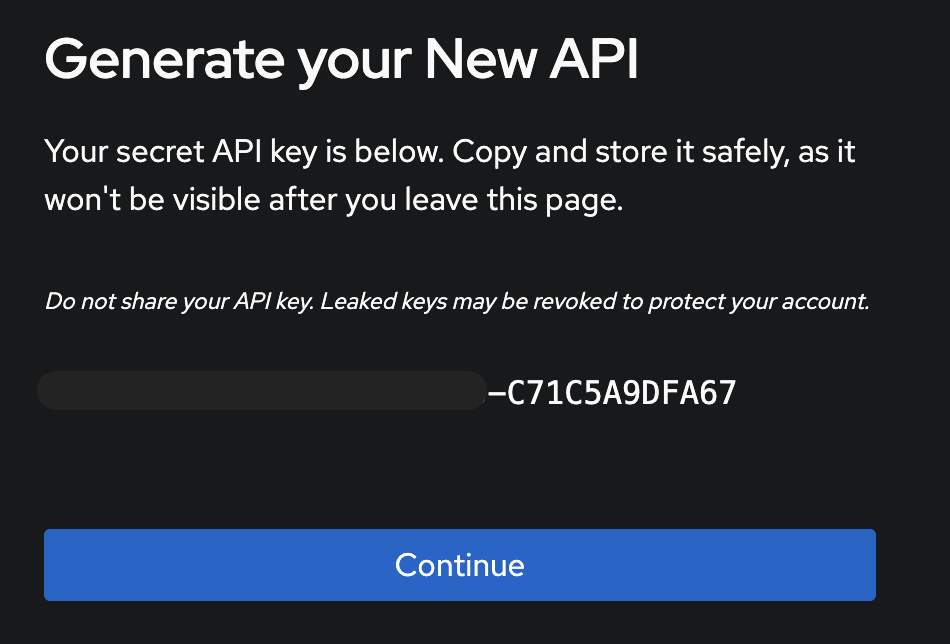 Generate your New API
Your secret API key is below. Copy and store it safely, as it
won't be visible after you leave this page.
Do not share your API key. Leaked keys may be revoked to protect your account.
–C71C5A9DFA67
Continue